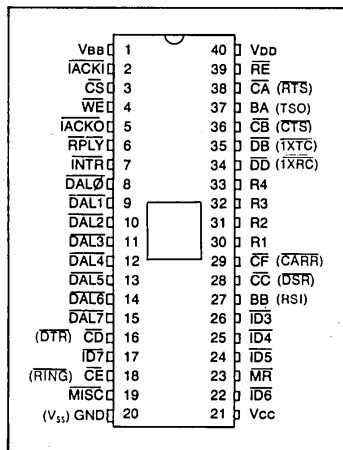 VBB 1 40 VDD
IACKI 2 39 RE
CS 3 38 CA (RTS)
WE 4 37 BA (TSO)
IACKO 5 36 CB (CTS)
RPLY 6 35 DB (1XTC)
INTR 7 34 DD (1XRC)
DALØ 8 33 R4
DAL1 9 32 R3
DAL2 10 31 R2
DAL3 11 30 R1
DAL4 12 29 CF (CARR)
DAL5 13 28 CC (DSR)
DAL6 14 27 BB (RSI)
DAL7 15 26 ID3
(DTR) CD 16 25 ID4
ID7 17 24 ID5
(RING) CE 18 23 MR
MISC 19 22 ID6
(VSS) GND 20 21 VCC